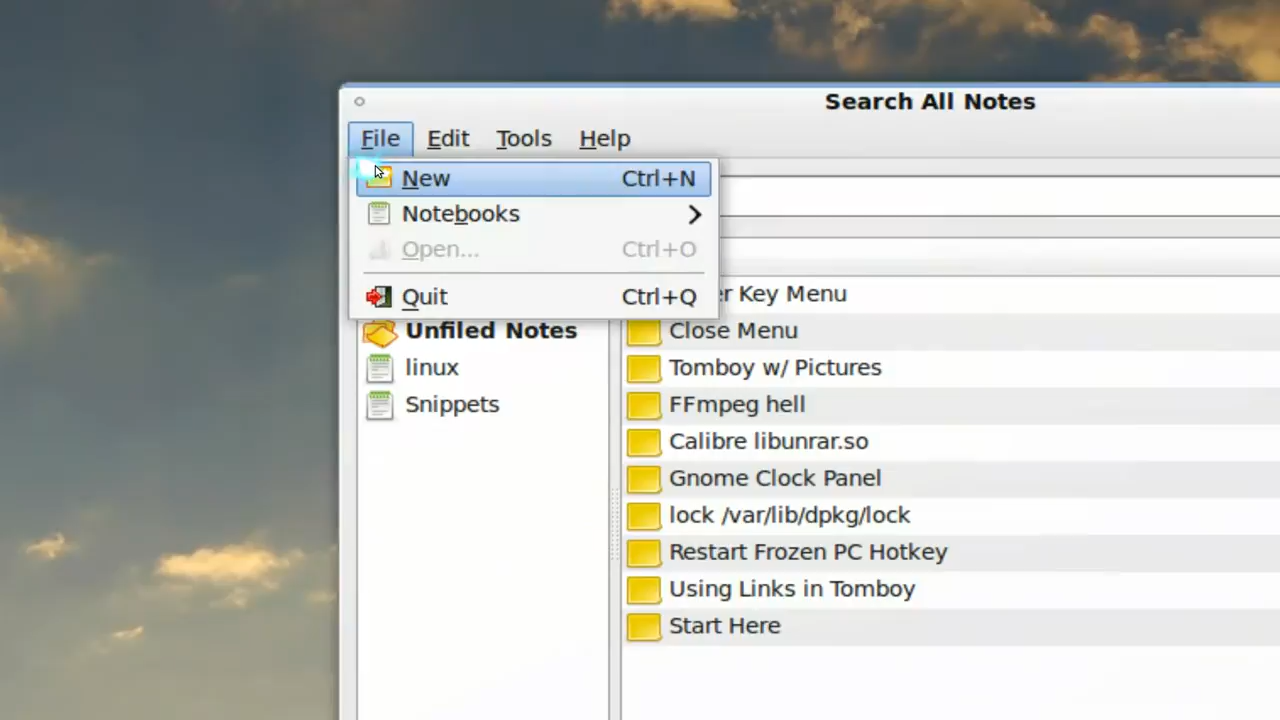 Search All Notes
File Edit Tools Help
New Ctrl+N
Notebooks
Open... Ctrl+O
Quit Ctrl+Q
Unfiled Notes
linux
Snippets
Key Menu
Close Menu
Tomboy w/ Pictures
FFmpeg hell
Calibre libunrar.so
Gnome Clock Panel
lock /var/lib/dpkg/lock
Restart Frozen PC Hotkey
Using Links in Tomboy
Start Here